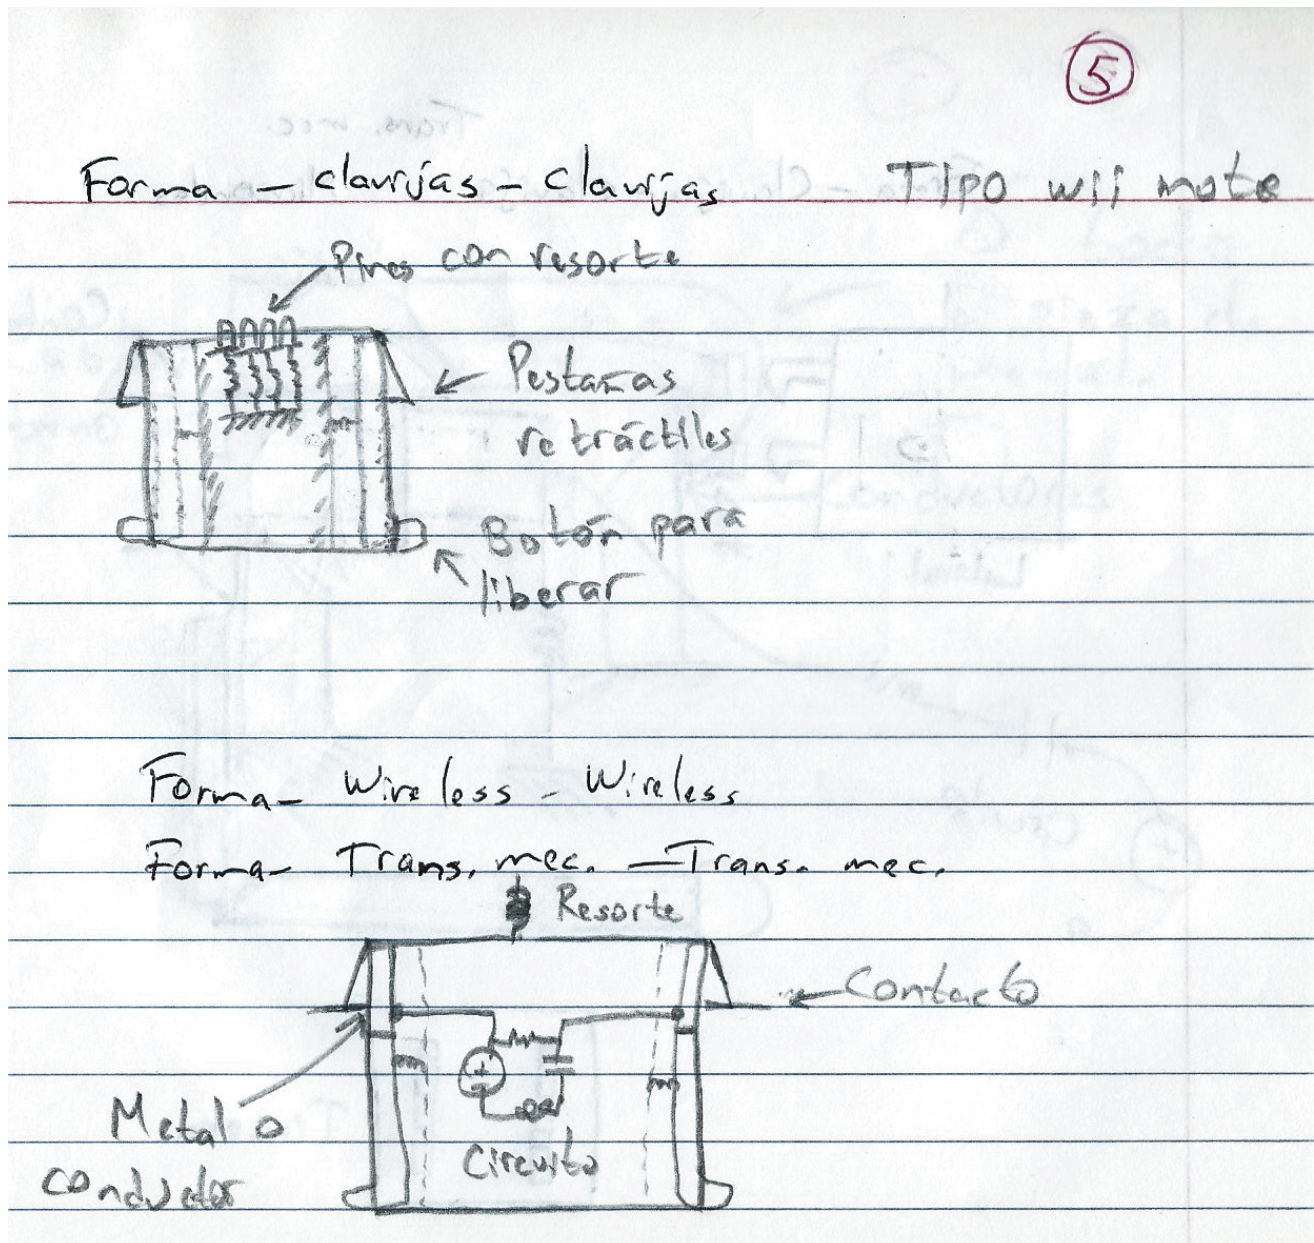 5
Forma - clavijas - Clavijas Tipo wii mote
Pines con resorte
Pestañas
retráctiles
Botón para
liberar
Forma - Wireless - Wireless
Forma - Trans. mec. - Trans. mec.
Resorte
Contacto
Metal o
conductor
Circuito